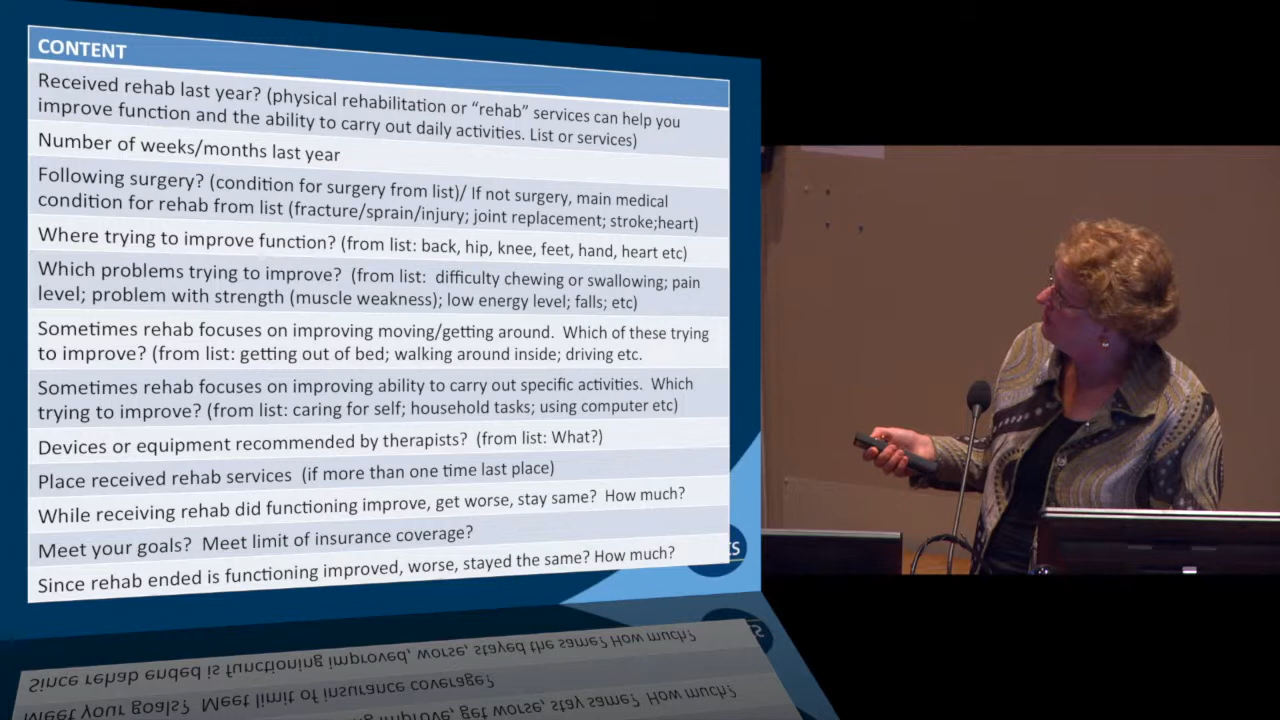 CONTENT
Received rehab last year? (physical rehabilitation or “rehab” services can help you
improve function and the ability to carry out daily activities. List or services)
Number of weeks/months last year
Following surgery? (condition for surgery from list)/ If not surgery, main medical
condition for rehab from list (fracture/sprain/injury; joint replacement; stroke;heart)
Where trying to improve function? (from list: back, hip, knee, feet, hand, heart etc)
Which problems trying to improve? (from list: difficulty chewing or swallowing; pain
level; problem with strength (muscle weakness); low energy level; falls; etc)
Sometimes rehab focuses on improving moving/getting around. Which of these trying
to improve? (from list: getting out of bed; walking around inside; driving etc.
Sometimes rehab focuses on improving ability to carry out specific activities. Which
trying to improve? (from list: caring for self; household tasks; using computer etc)
Devices or equipment recommended by therapists? (from list: What?)
Place received rehab services (if more than one time last place)
While receiving rehab did functioning improve, get worse, stay same? How much?
Meet your goals? Meet limit of insurance coverage?
Since rehab ended is functioning improved, worse, stayed the same? How much?